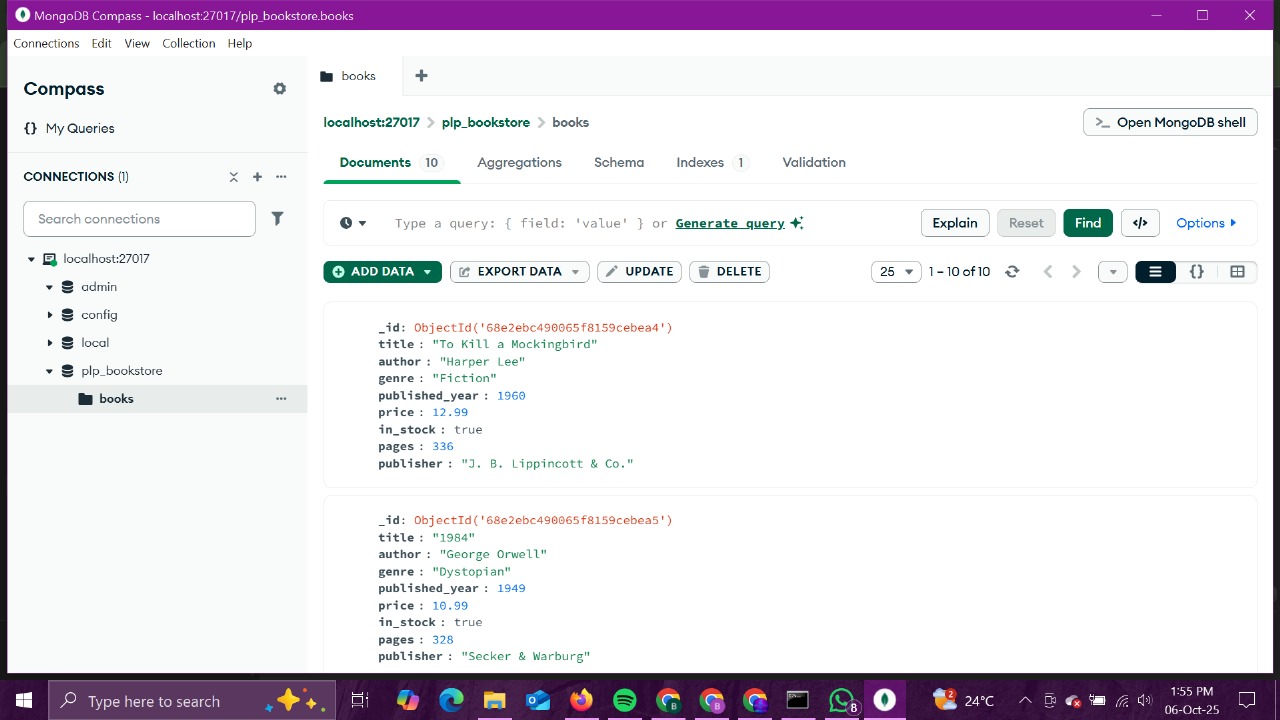 MongoDB Compass - localhost:27017/plp_bookstore.books
Connections Edit View Collection Help
Compass
{} My Queries
CONNECTIONS (1)
Search connections
localhost:27017
admin
config
local
plp_bookstore
books
books
localhost:27017 > plp_bookstore > books
>_ Open MongoDB shell
Documents 10 Aggregations Schema Indexes 1 Validation
Type a query: { field: 'value' } or Generate query
Explain Reset Find </> Options
ADD DATA EXPORT DATA UPDATE DELETE
25 1 – 10 of 10 {}
_id: ObjectId('68e2ebc490065f8159cebea4')
title : "To Kill a Mockingbird"
author : "Harper Lee"
genre : "Fiction"
published_year : 1960
price : 12.99
in_stock : true
pages : 336
publisher : "J. B. Lippincott & Co."
_id: ObjectId('68e2ebc490065f8159cebea5')
title : "1984"
author : "George Orwell"
genre : "Dystopian"
published_year : 1949
price : 10.99
in_stock : true
pages : 328
publisher : "Secker & Warburg"
Type here to search
B
B
8
2
24°C
1:55 PM
06-Oct-25